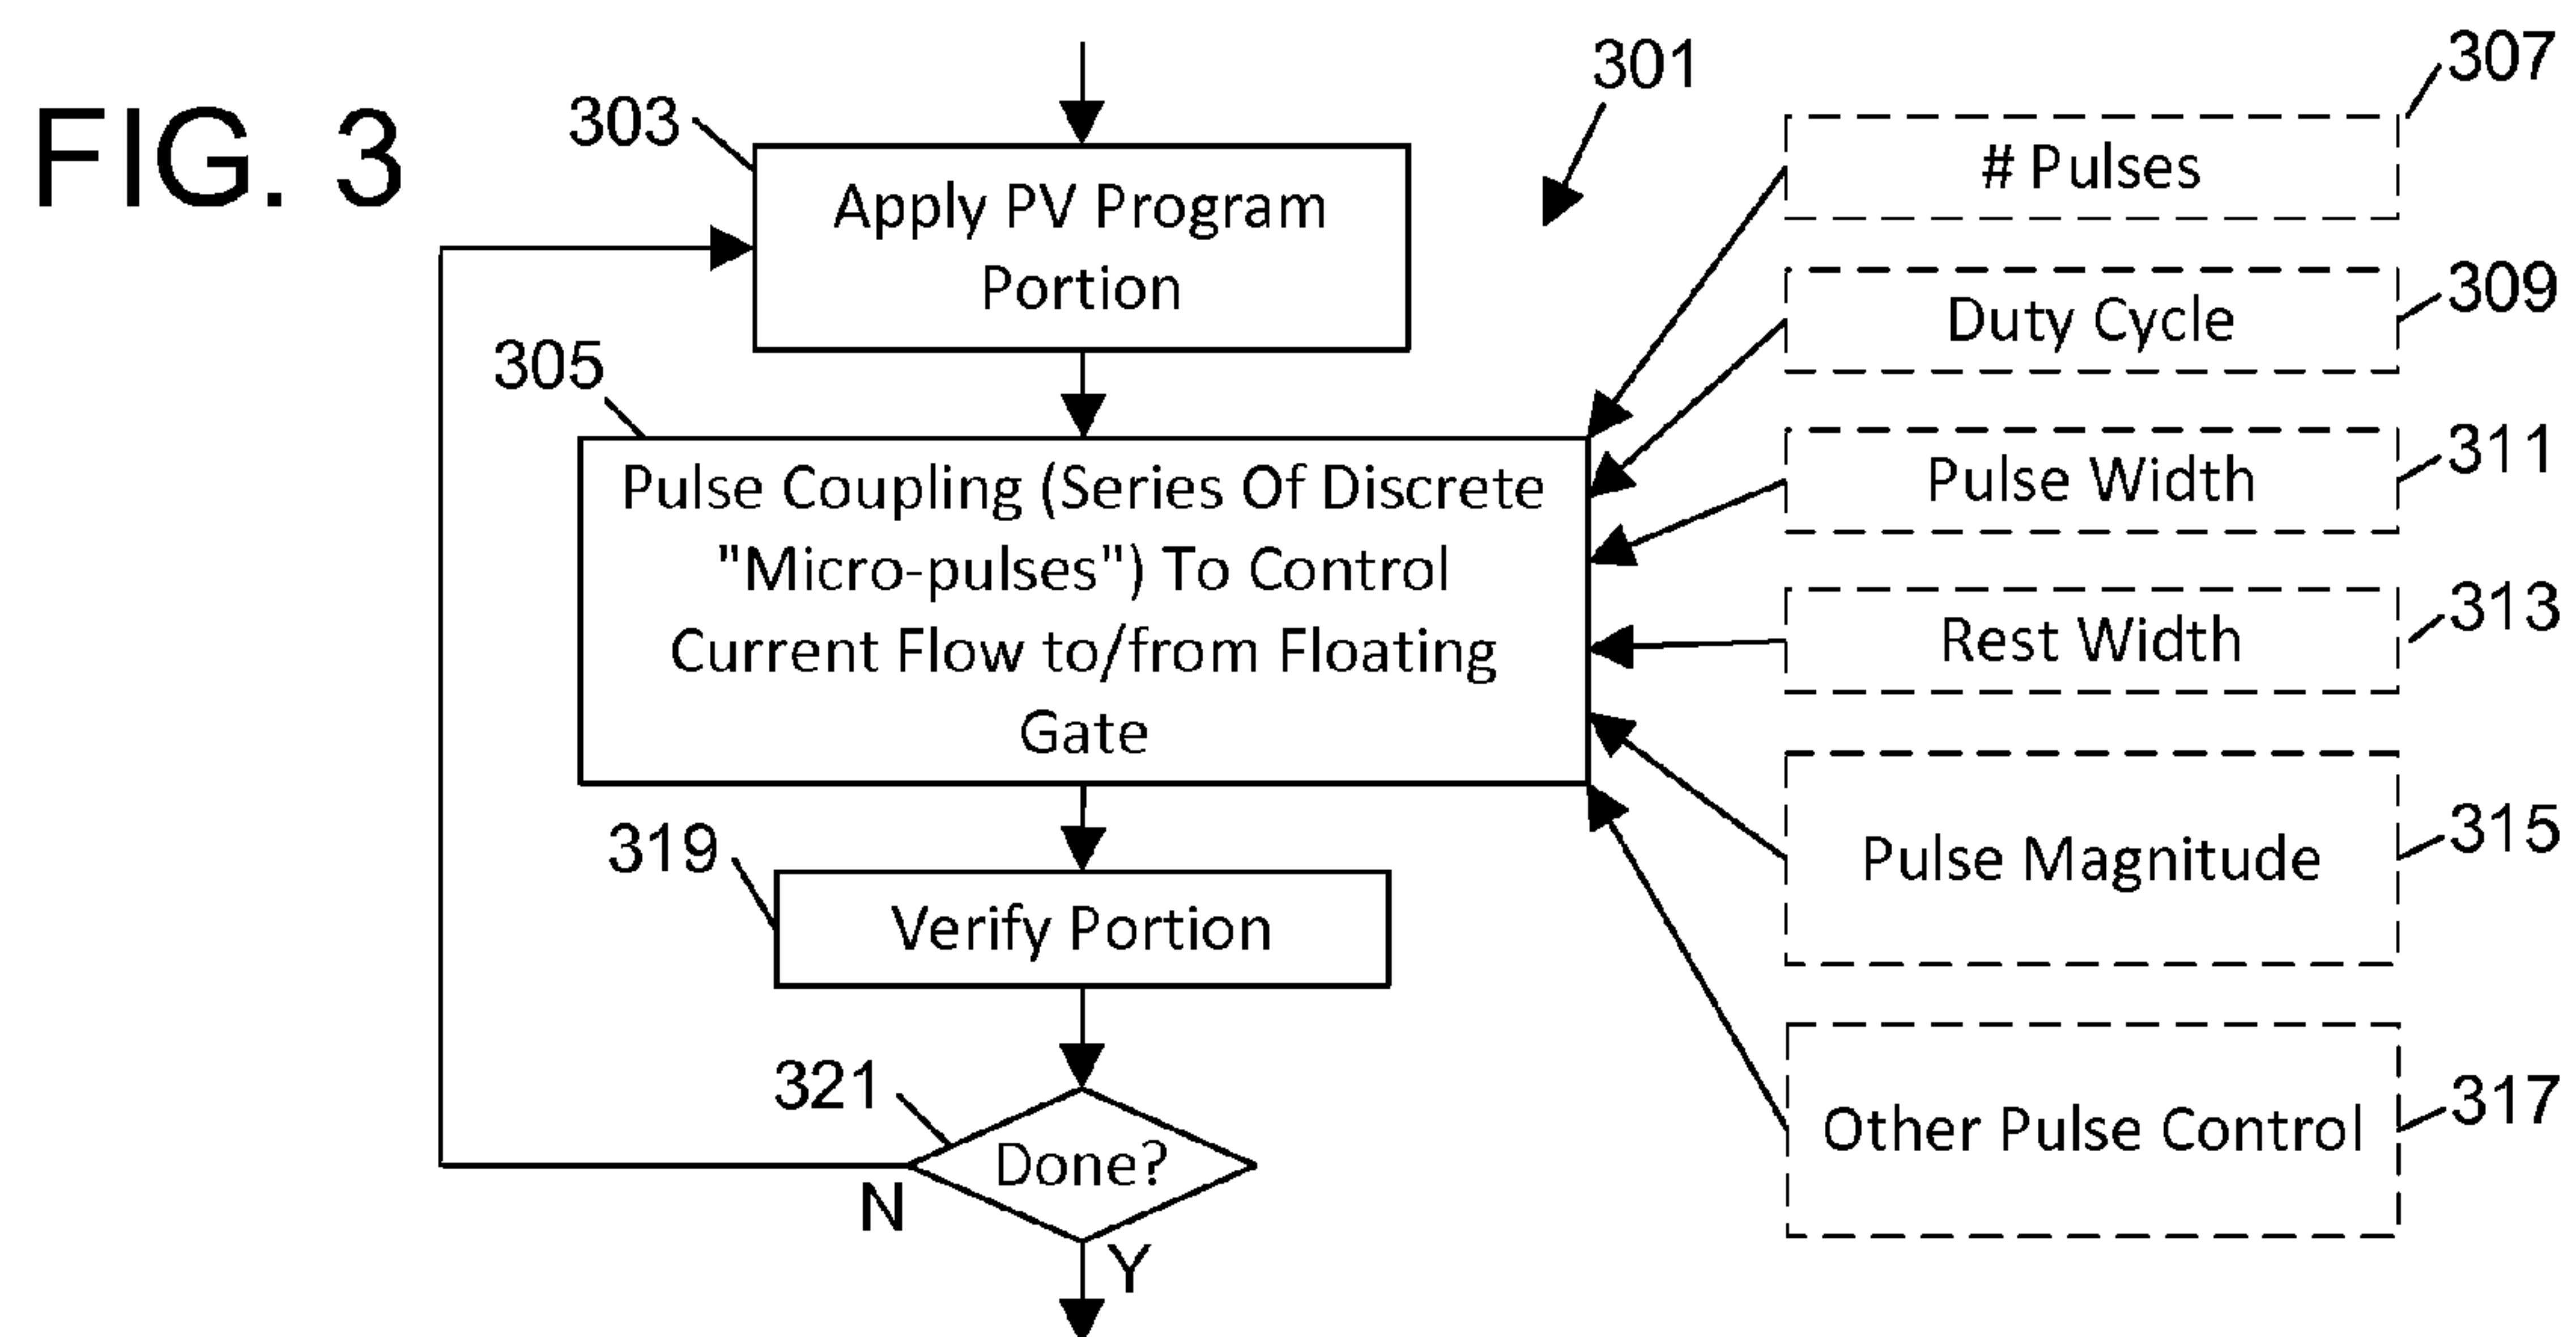 FIG. 3
301
303
Apply PV Program
Portion
305
Pulse Coupling (Series Of Discrete
"Micro-pulses") To Control
Current Flow to/from Floating
Gate
307
# Pulses
309
Duty Cycle
311
Pulse Width
313
Rest Width
315
Pulse Magnitude
317
Other Pulse Control
319
Verify Portion
321
Done?
N
Y